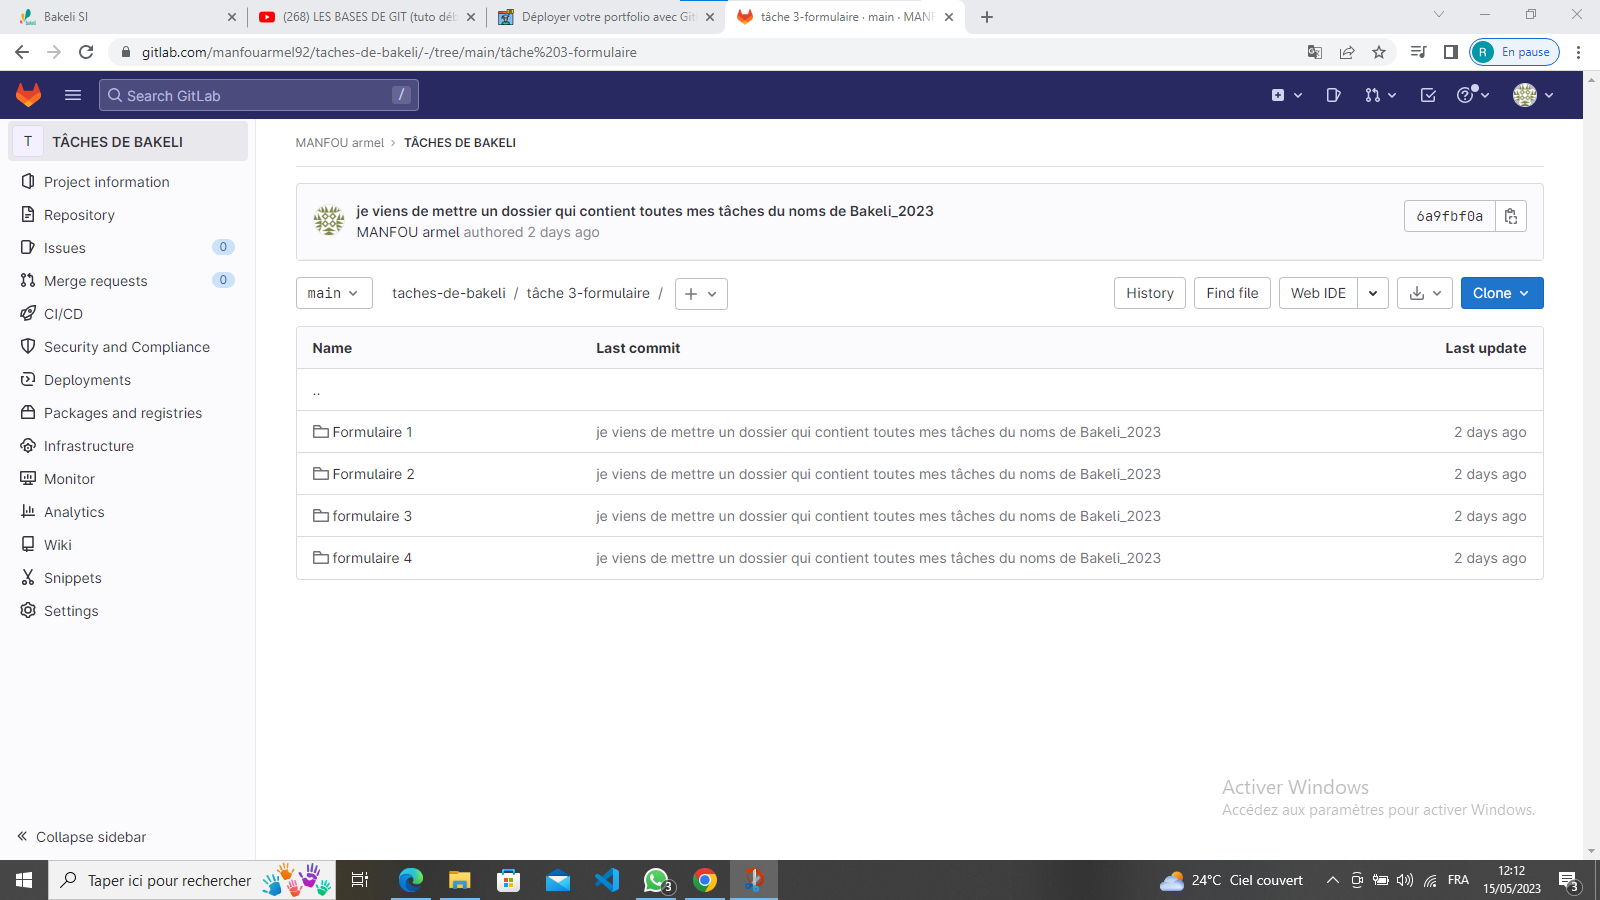 Bakeli SI
(268) LES BASES DE GIT (tuto déb
Déployer votre portfolio avec Git
tâche 3-formulaire · main · MANF
gitlab.com/manfouarmel92/taches-de-bakeli/-/tree/main/tâche%203-formulaire
R En pause
Search GitLab /
T TÂCHES DE BAKELI
Project information
Repository
Issues 0
Merge requests 0
CI/CD
Security and Compliance
Deployments
Packages and registries
Infrastructure
Monitor
Analytics
Wiki
Snippets
Settings
Collapse sidebar
MANFOU armel › TÂCHES DE BAKELI
je viens de mettre un dossier qui contient toutes mes tâches du noms de Bakeli_2023
MANFOU armel authored 2 days ago
6a9fbf0a
main taches-de-bakeli / tâche 3-formulaire / + History Find file Web IDE Clone
Name Last commit Last update
..
Formulaire 1 je viens de mettre un dossier qui contient toutes mes tâches du noms de Bakeli_2023 2 days ago
Formulaire 2 je viens de mettre un dossier qui contient toutes mes tâches du noms de Bakeli_2023 2 days ago
formulaire 3 je viens de mettre un dossier qui contient toutes mes tâches du noms de Bakeli_2023 2 days ago
formulaire 4 je viens de mettre un dossier qui contient toutes mes tâches du noms de Bakeli_2023 2 days ago
Activer Windows
Accédez aux paramètres pour activer Windows.
Taper ici pour rechercher
3
24°C Ciel couvert
FRA
12:12
15/05/2023
3